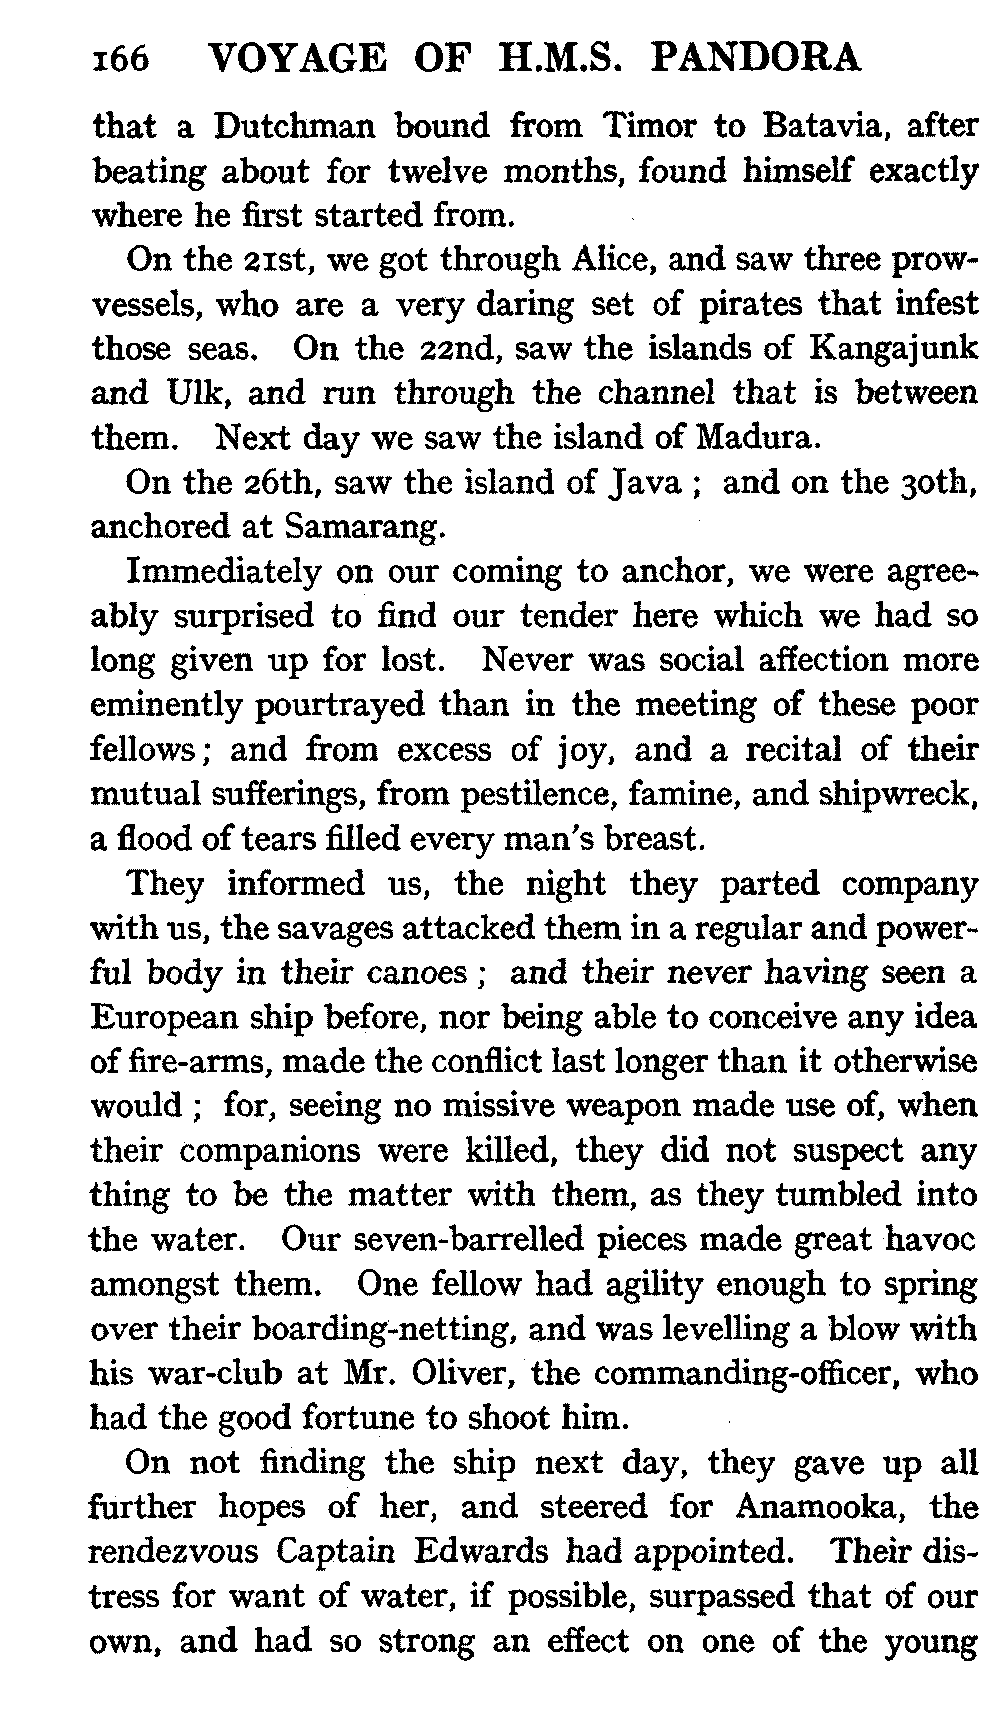 166 VOYAGE OF H.M.S. PANDORA
that a Dutchman bound from Timor to Batavia, after
beating about for twelve months, found himself exactly
where he first started from.
On the 21st, we got through Alice, and saw three prow-
vessels, who are a very daring set of pirates that infest
those seas. On the 22nd, saw the islands of Kangajunk
and Ulk, and run through the channel that is between
them. Next day we saw the island of Madura.
On the 26th, saw the island of Java ; and on the 30th,
anchored at Samarang.
Immediately on our coming to anchor, we were agree-
ably surprised to find our tender here which we had so
long given up for lost. Never was social affection more
eminently pourtrayed than in the meeting of these poor
fellows ; and from excess of joy, and a recital of their
mutual sufferings, from pestilence, famine, and shipwreck,
a flood of tears filled every man's breast.
They informed us, the night they parted company
with us, the savages attacked them in a regular and power-
ful body in their canoes ; and their never having seen a
European ship before, nor being able to conceive any idea
of fire-arms, made the conflict last longer than it otherwise
would ; for, seeing no missive weapon made use of, when
their companions were killed, they did not suspect any
thing to be the matter with them, as they tumbled into
the water. Our seven-barrelled pieces made great havoc
amongst them. One fellow had agility enough to spring
over their boarding-netting, and was levelling a blow with
his war-club at Mr. Oliver, the commanding-officer, who
had the good fortune to shoot him.
On not finding the ship next day, they gave up all
further hopes of her, and steered for Anamooka, the
rendezvous Captain Edwards had appointed. Their dis-
tress for want of water, if possible, surpassed that of our
own, and had so strong an effect on one of the young